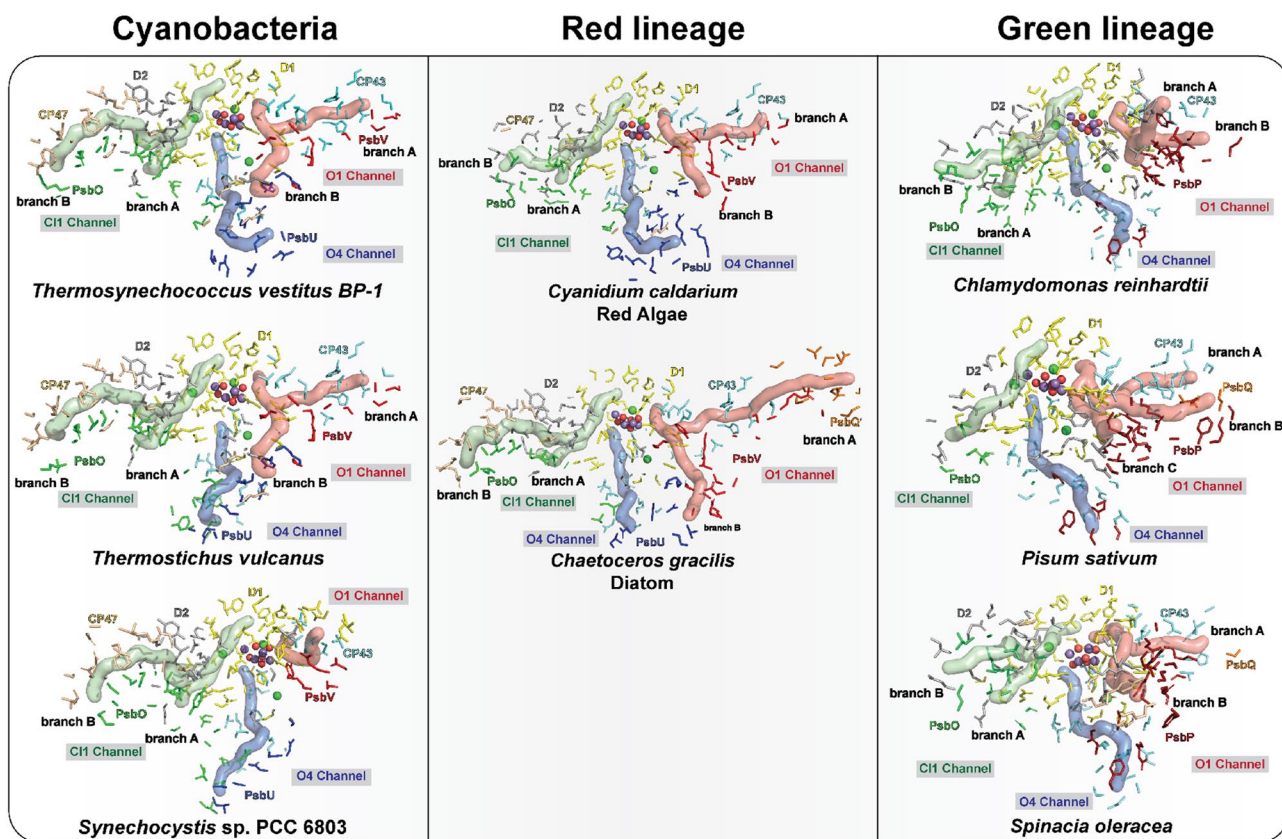 Cyanobacteria
Red lineage
Green lineage
D2
D1
CP43
CP47
PsbV
branch A
O1 Channel
PsbO
branch B
branch A
branch B
Cl1 Channel
PsbU
O4 Channel
Thermosynechococcus vestitus BP-1
D2
D1
CP43
CP47
branch A
PsbV
O1 Channel
PsbO
branch A
branch B
branch B
Cl1 Channel
PsbU
O4 Channel
Thermostichus vulcanus
D1
O1 Channel
D2
CP47
CP43
PsbV
PsbO
branch B
branch A
Cl1 Channel
O4 Channel
PsbU
Synechocystis sp. PCC 6803
D1
D2
CP43
CP47
branch A
branch B
O1 Channel
PsbV
PsbO
branch A
branch B
Cl1 Channel
PsbU
O4 Channel
Cyanidium caldarium
Red Algae
D1
D2
CP43
CP47
PsbQ'
branch A
PsbV
O1 Channel
PsbO
branch A
branch B
Cl1 Channel
branch B
O4 Channel
PsbU
Chaetoceros gracilis
Diatom
D1
branch A
CP43
D2
branch B
PsbP
branch B
O1 Channel
PsbO
branch A
Cl1 Channel
O4 Channel
Chlamydomonas reinhardtii
D1
CP43
branch A
D2
PsbQ
branch B
PsbP
PsbO
branch C
Cl1 Channel
O1 Channel
O4 Channel
Pisum sativum
D1
D2
CP43
branch A
PsbQ
branch B
branch B
PsbO
PsbP
branch A
Cl1 Channel
O1 Channel
O4 Channel
Spinacia oleracea